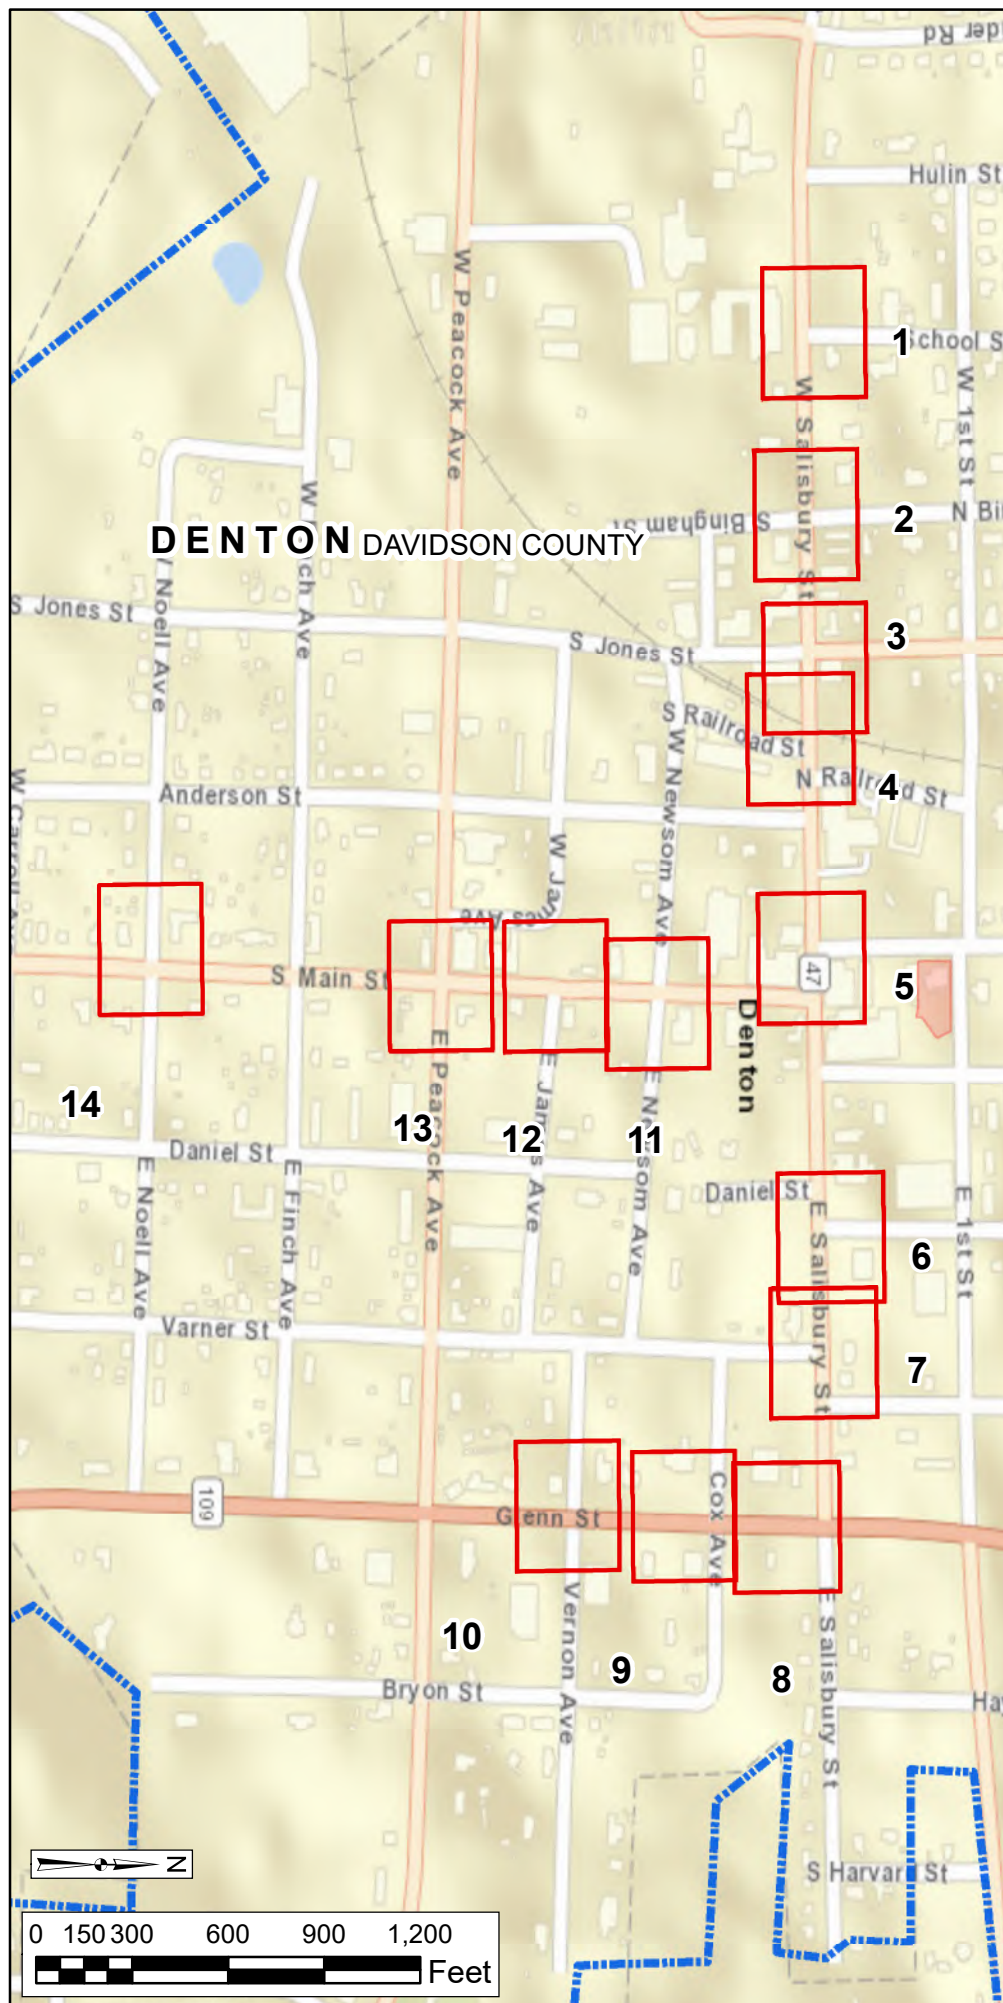 der Rd
Hulin St
W Peacock Ave
1
School S
W 1st St
W Salisbury St
2
S Bingham St
N Bi
DENTON DAVIDSON COUNTY
W Noell Ave
ch Ave
S Jones St
S Jones St
3
S Railroad St
N Railroad St
4
W Newsom Ave
Anderson St
W James Ave
W Carroll
S Main St
47
5
Denton
E Peacock Ave
E James Ave
E Newsom Ave
14
13
12
11
Daniel St
Daniel St
E Noell Ave
E Finch Ave
E Salisbury St
E 1st St
6
Varner St
7
109
Glenn St
Cox Ave
Vernon Ave
E Salisbury St
10
9
8
Bryon St
Hay
S Harvard St
N
0 150 300 600 900 1,200
Feet